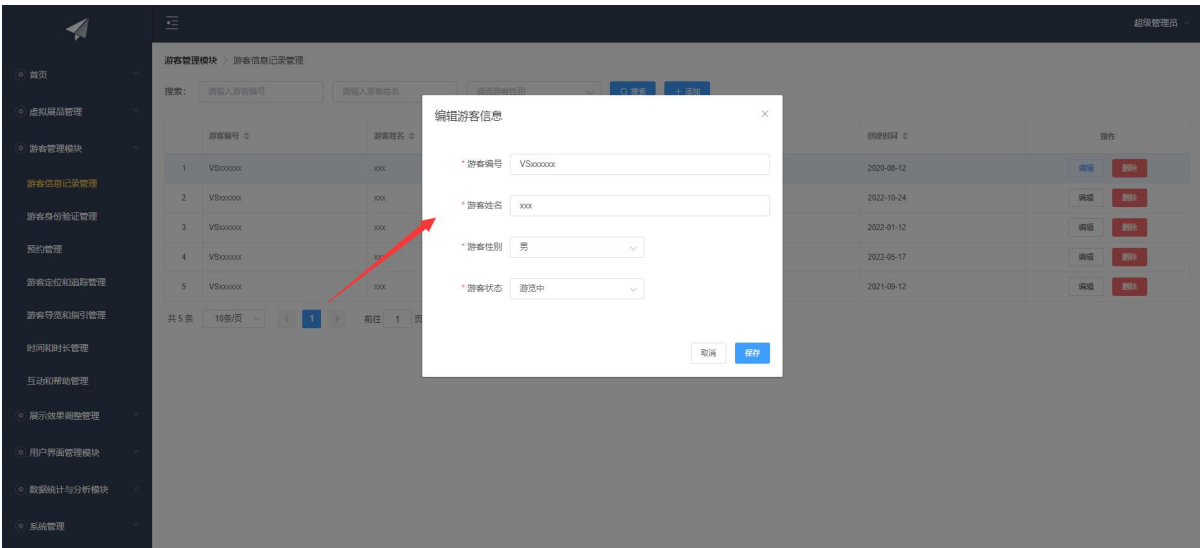 超级管理员
首页
虚拟展品管理
游客管理模块
游客信息记录管理
游客身份验证管理
预约管理
游客定位和追踪管理
游客导览和指引管理
时间和时长管理
互动和帮助管理
展示效果调整管理
用户界面管理模块
数据统计与分析模块
系统管理
游客管理模块 〉 游客信息记录管理
搜索: 请输入游客编号 请输入游客姓名 请选游客性别 搜索 + 添加
游客编号 游客姓名 创建时间 操作
1 VSxxxxxx xxx 2020-06-12 编辑 删除
2 VSxxxxxx xxx 2022-10-24 编辑 删除
3 VSxxxxxx xxx 2022-01-12 编辑 删除
4 VSxxxxxx xxx 2022-05-17 编辑 删除
5 VSxxxxxx xxx 2021-09-12 编辑 删除
共 5 条 10条/页 < 1 > 前往 1 页
编辑游客信息 ×
* 游客编号 VSxxxxxx
* 游客姓名 xxx
* 游客性别 男
* 游客状态 游览中
取消 保存